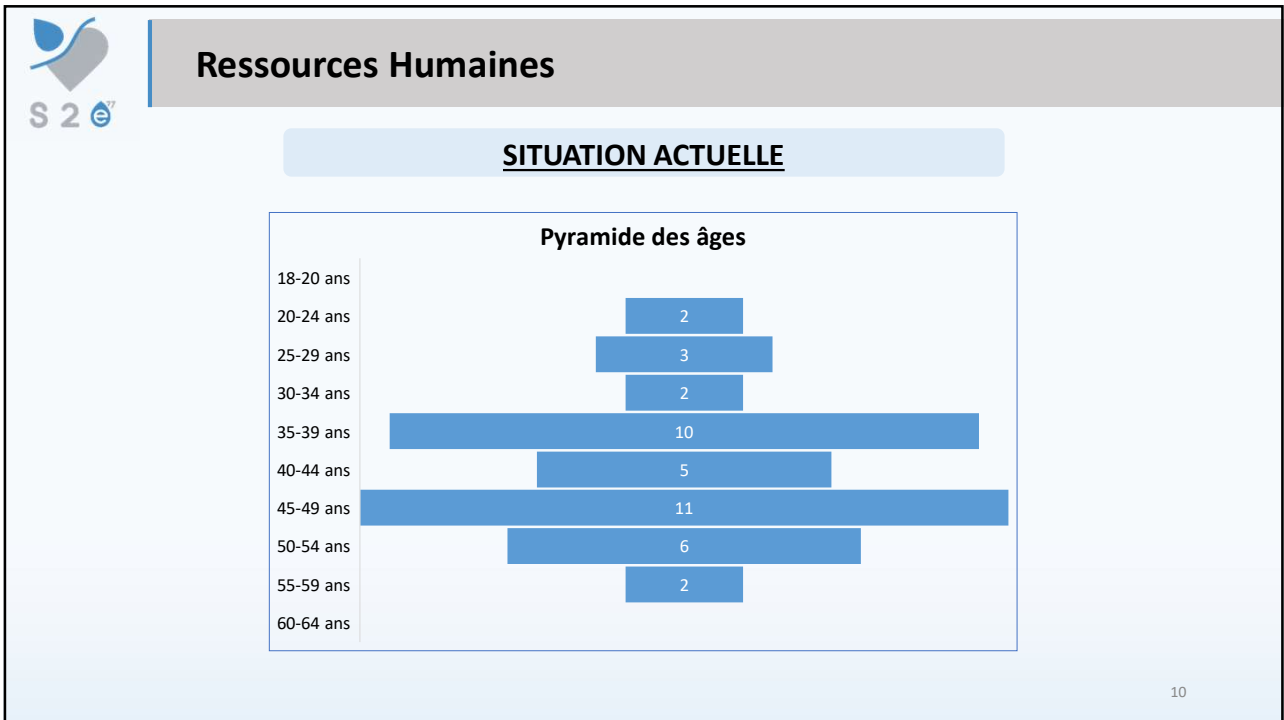 Ressources Humaines
S 2 e 77
SITUATION ACTUELLE
Pyramide des âges
18-20 ans
20-24 ans 2
25-29 ans 3
30-34 ans 2
35-39 ans 10
40-44 ans 5
45-49 ans 11
50-54 ans 6
55-59 ans 2
60-64 ans
10